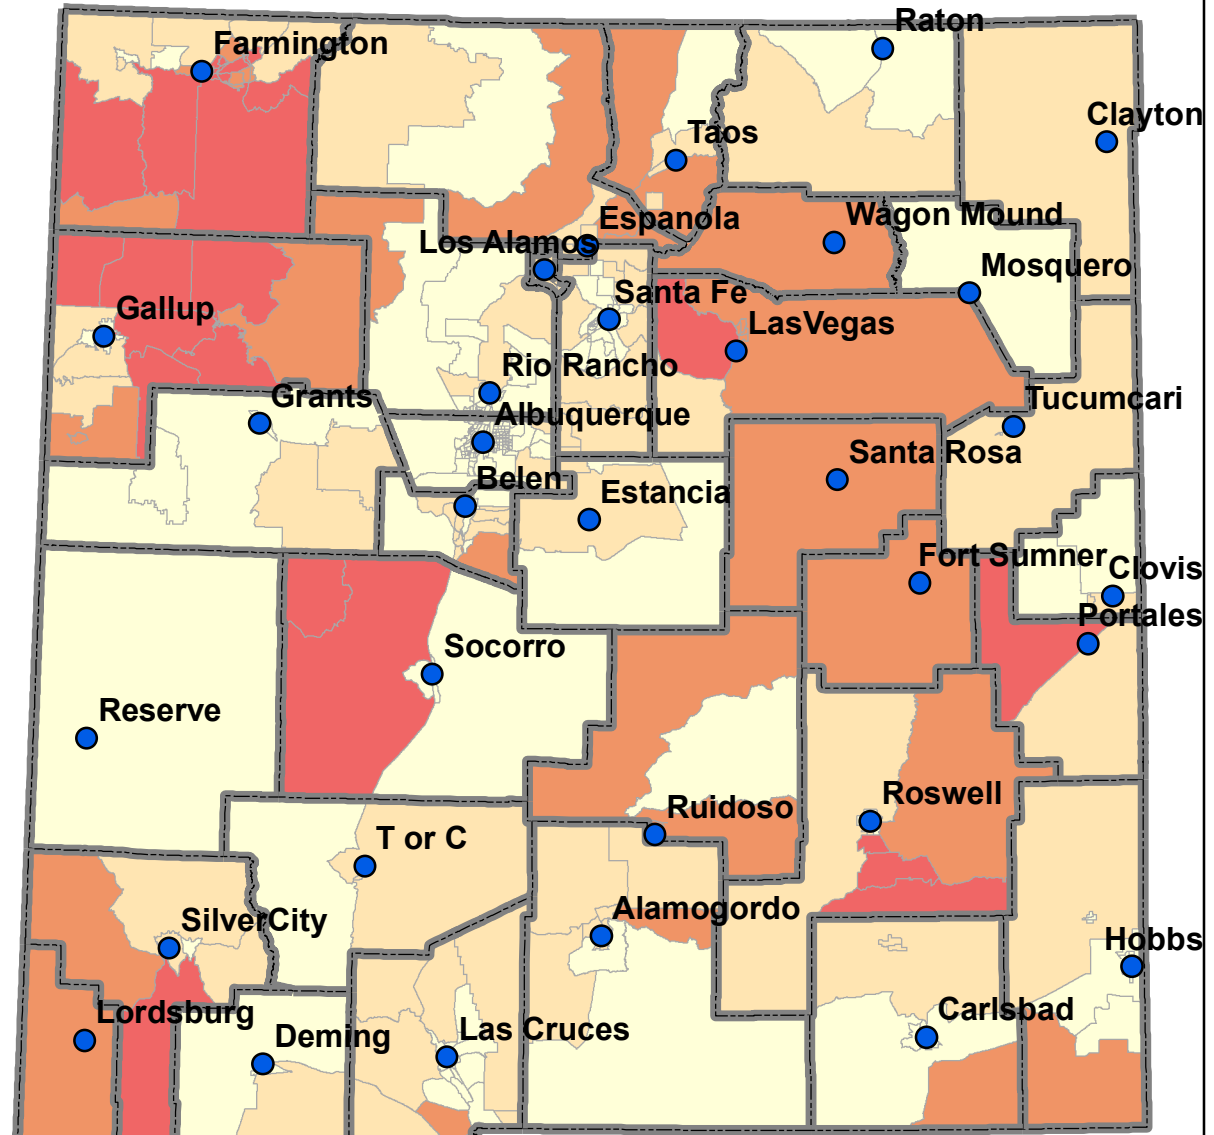 Raton
Farmington
Clayton
Taos
Wagon Mound
Espanola
Los Alamos
Mosquero
Santa Fe
Gallup
LasVegas
Rio Rancho
Grants
Tucumcari
Albuquerque
Santa Rosa
Belen
Estancia
Fort Sumner
Clovis
Portales
Socorro
Reserve
Roswell
Ruidoso
T or C
Alamogordo
SilverCity
Hobbs
Carlsbad
Lordsburg
Las Cruces
Deming